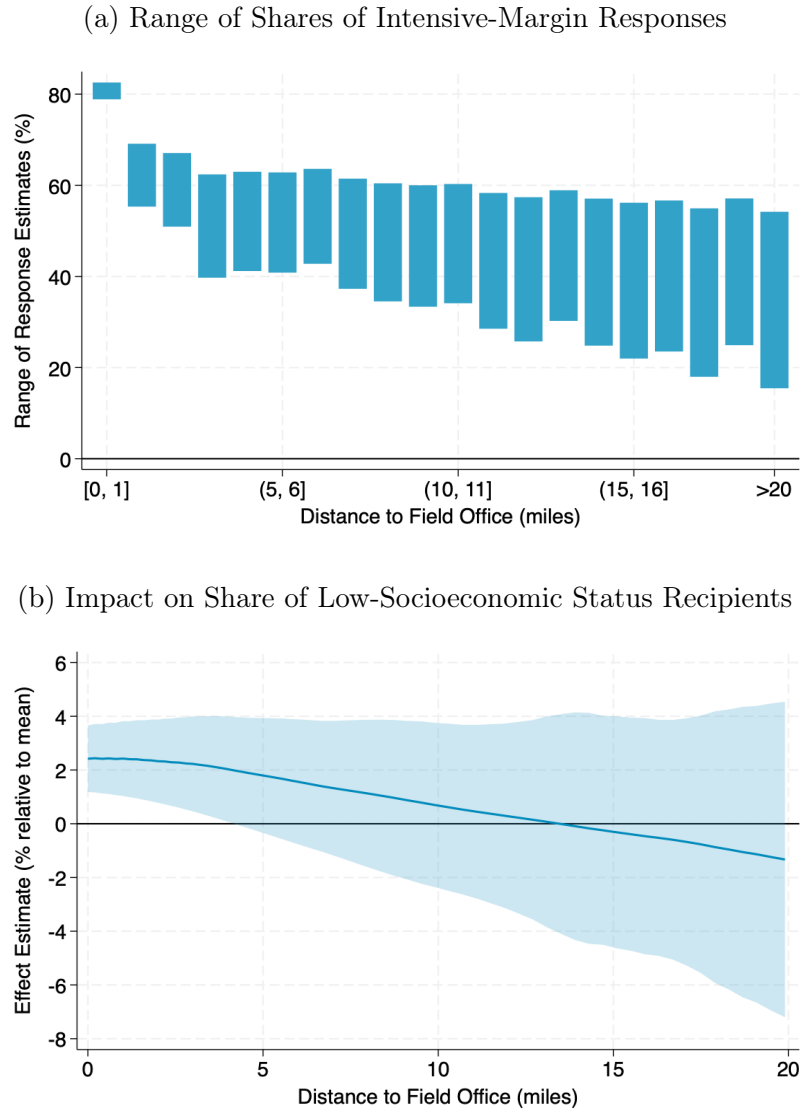 (a) Range of Shares of Intensive-Margin Responses
Range of Response Estimates (%)
80
60
40
20
0
[0, 1] (5, 6] (10, 11] (15, 16] >20
Distance to Field Office (miles)
(b) Impact on Share of Low-Socioeconomic Status Recipients
Effect Estimate (% relative to mean)
6
4
2
0
-2
-4
-6
-8
0 5 10 15 20
Distance to Field Office (miles)